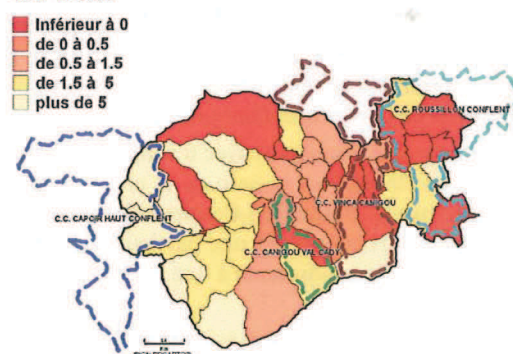 Inférieur à 0
de 0 à 0.5
de 0.5 à 1.5
de 1.5 à 5
plus de 5
C.C. ROUSSILLON CONFLENT
C.C. VINCA CANIGOU
C.C. CAPCIR HAUT CONFLENT
C.C. CANIGOU VAL CADY